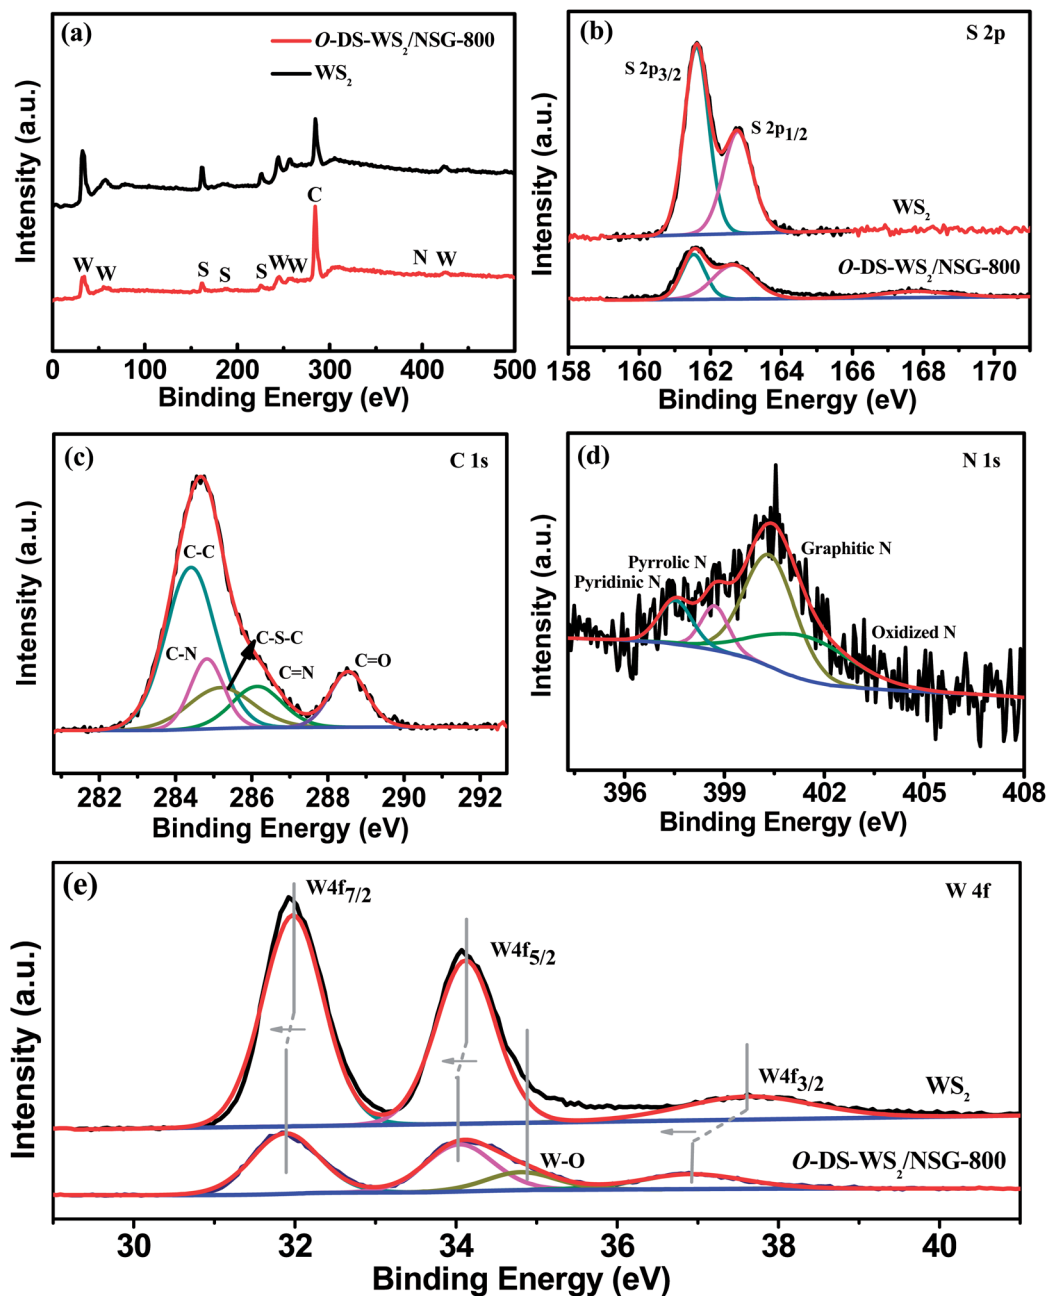 (a)
O-DS-WS2/NSG-800
WS2
C
W W S S S W W N W
Intensity (a.u.)
0 100 200 300 400 500
Binding Energy (eV)
(b)
S 2p
S 2p3/2
S 2p1/2
WS2
O-DS-WS2/NSG-800
Intensity (a.u.)
158 160 162 164 166 168 170
Binding Energy (eV)
(c)
C 1s
C-C
C-N
C-S-C
C=N
C=O
Intensity (a.u.)
282 284 286 288 290 292
Binding Energy (eV)
(d)
N 1s
Graphitic N
Pyrrolic N
Pyridinic N
Oxidized N
Intensity (a.u.)
396 399 402 405 408
Binding Energy (eV)
(e)
W 4f
W4f7/2
W4f5/2
W4f3/2
WS2
W-O
O-DS-WS2/NSG-800
Intensity (a.u.)
30 32 34 36 38 40
Binding Energy (eV)